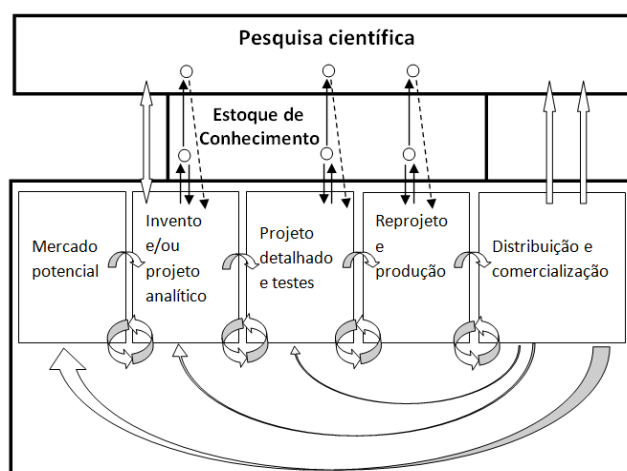 Pesquisa científica
Estoque de
Conhecimento
Mercado
potencial
Invento
e/ou
projeto
analítico
Projeto
detalhado
e testes
Reprojeto
e
produção
Distribuição e
comercialização